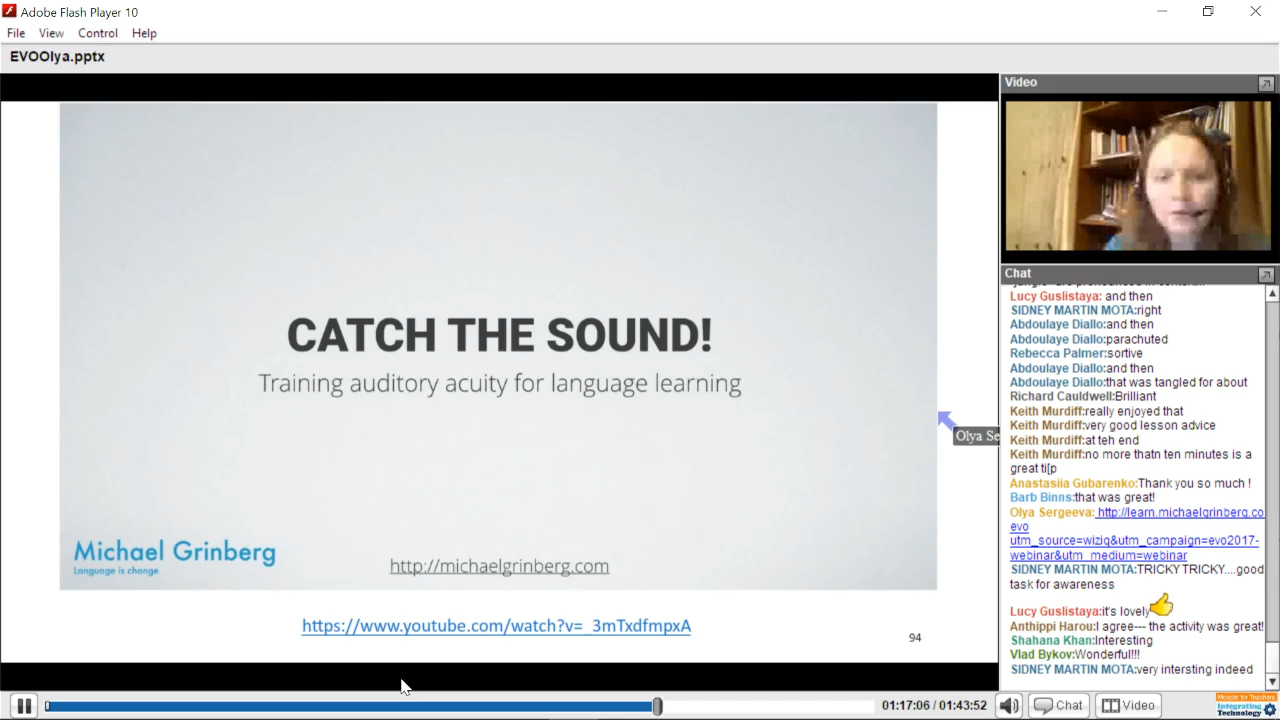 Adobe Flash Player 10
File View Control Help
EVOOlya.pptx
CATCH THE SOUND!
Training auditory acuity for language learning
Michael Grinberg
Language is change
http://michaelgrinberg.com
https://www.youtube.com/watch?v=_3mTxdfmpxA
94
Olya Se
Video
Chat
Lucy Guslistaya: and then
SIDNEY MARTIN MOTA:right
Abdoulaye Diallo:and then
Abdoulaye Diallo:parachuted
Rebecca Palmer:sortive
Abdoulaye Diallo:and then
Abdoulaye Diallo:that was tangled for about
Richard Cauldwell:Brilliant
Keith Murdiff:really enjoyed that
Keith Murdiff:very good lesson advice
Keith Murdiff:at teh end
Keith Murdiff:no more thatn ten minutes is a
great ti[p
Anastasiia Gubarenko:Thank you so much !
Barb Binns:that was great!
Olya Sergeeva: http://learn.michaelgrinberg.co
evo
utm_source=wiziq&utm_campaign=evo2017-
webinar&utm_medium=webinar
SIDNEY MARTIN MOTA:TRICKY TRICKY....good
task for awareness
Lucy Guslistaya:it's lovely
Anthippi Harou:I agree--- the activity was great!
Shahana Khan:Interesting
Vlad Bykov:Wonderful!!!
SIDNEY MARTIN MOTA:very intersting indeed
01:17:06 / 01:43:52
Chat
Video
Moodle for Teachers
Integrating
Technology